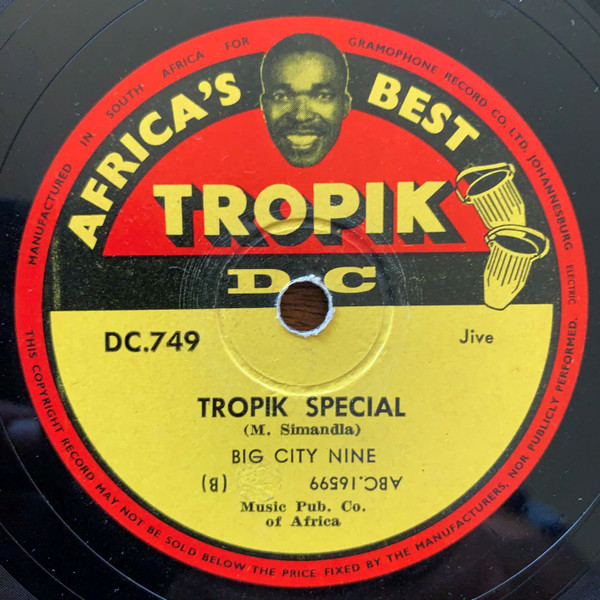 MANUFACTURED IN SOUTH AFRICA FOR GRAMOPHONE RECORD CO. LTD. JOHANNESBURG
AFRICA'S BEST
TROPIK
DC
ELECTRIC
DC.749
Jive
TROPIK SPECIAL
(M. Simandla)
BIG CITY NINE
ABC.16599 (B)
Music Pub. Co.
of Africa
THIS COPYRIGHT RECORD MAY NOT BE SOLD BELOW THE PRICE FIXED BY THE MANUFACTURERS, NOR PUBLICLY PERFORMED.